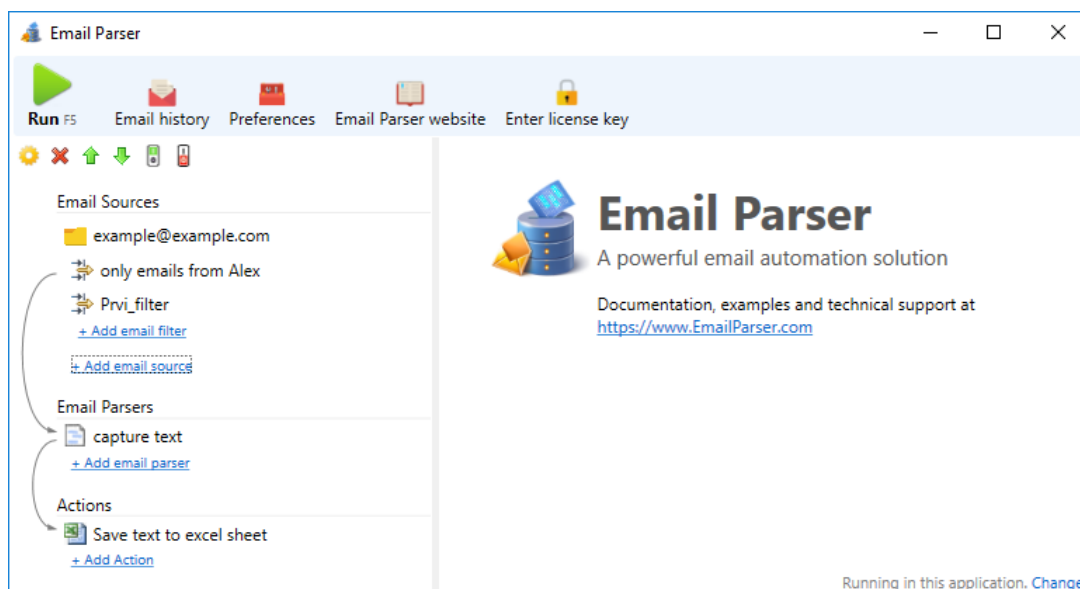 Email Parser
Run F5
Email history
Preferences
Email Parser website
Enter license key
Email Sources
example@example.com
only emails from Alex
Prvi_filter
+ Add email filter
+ Add email source
Email Parsers
capture text
+ Add email parser
Actions
Save text to excel sheet
+ Add Action
Email Parser
A powerful email automation solution
Documentation, examples and technical support at
https://www.EmailParser.com
Running in this application. Change